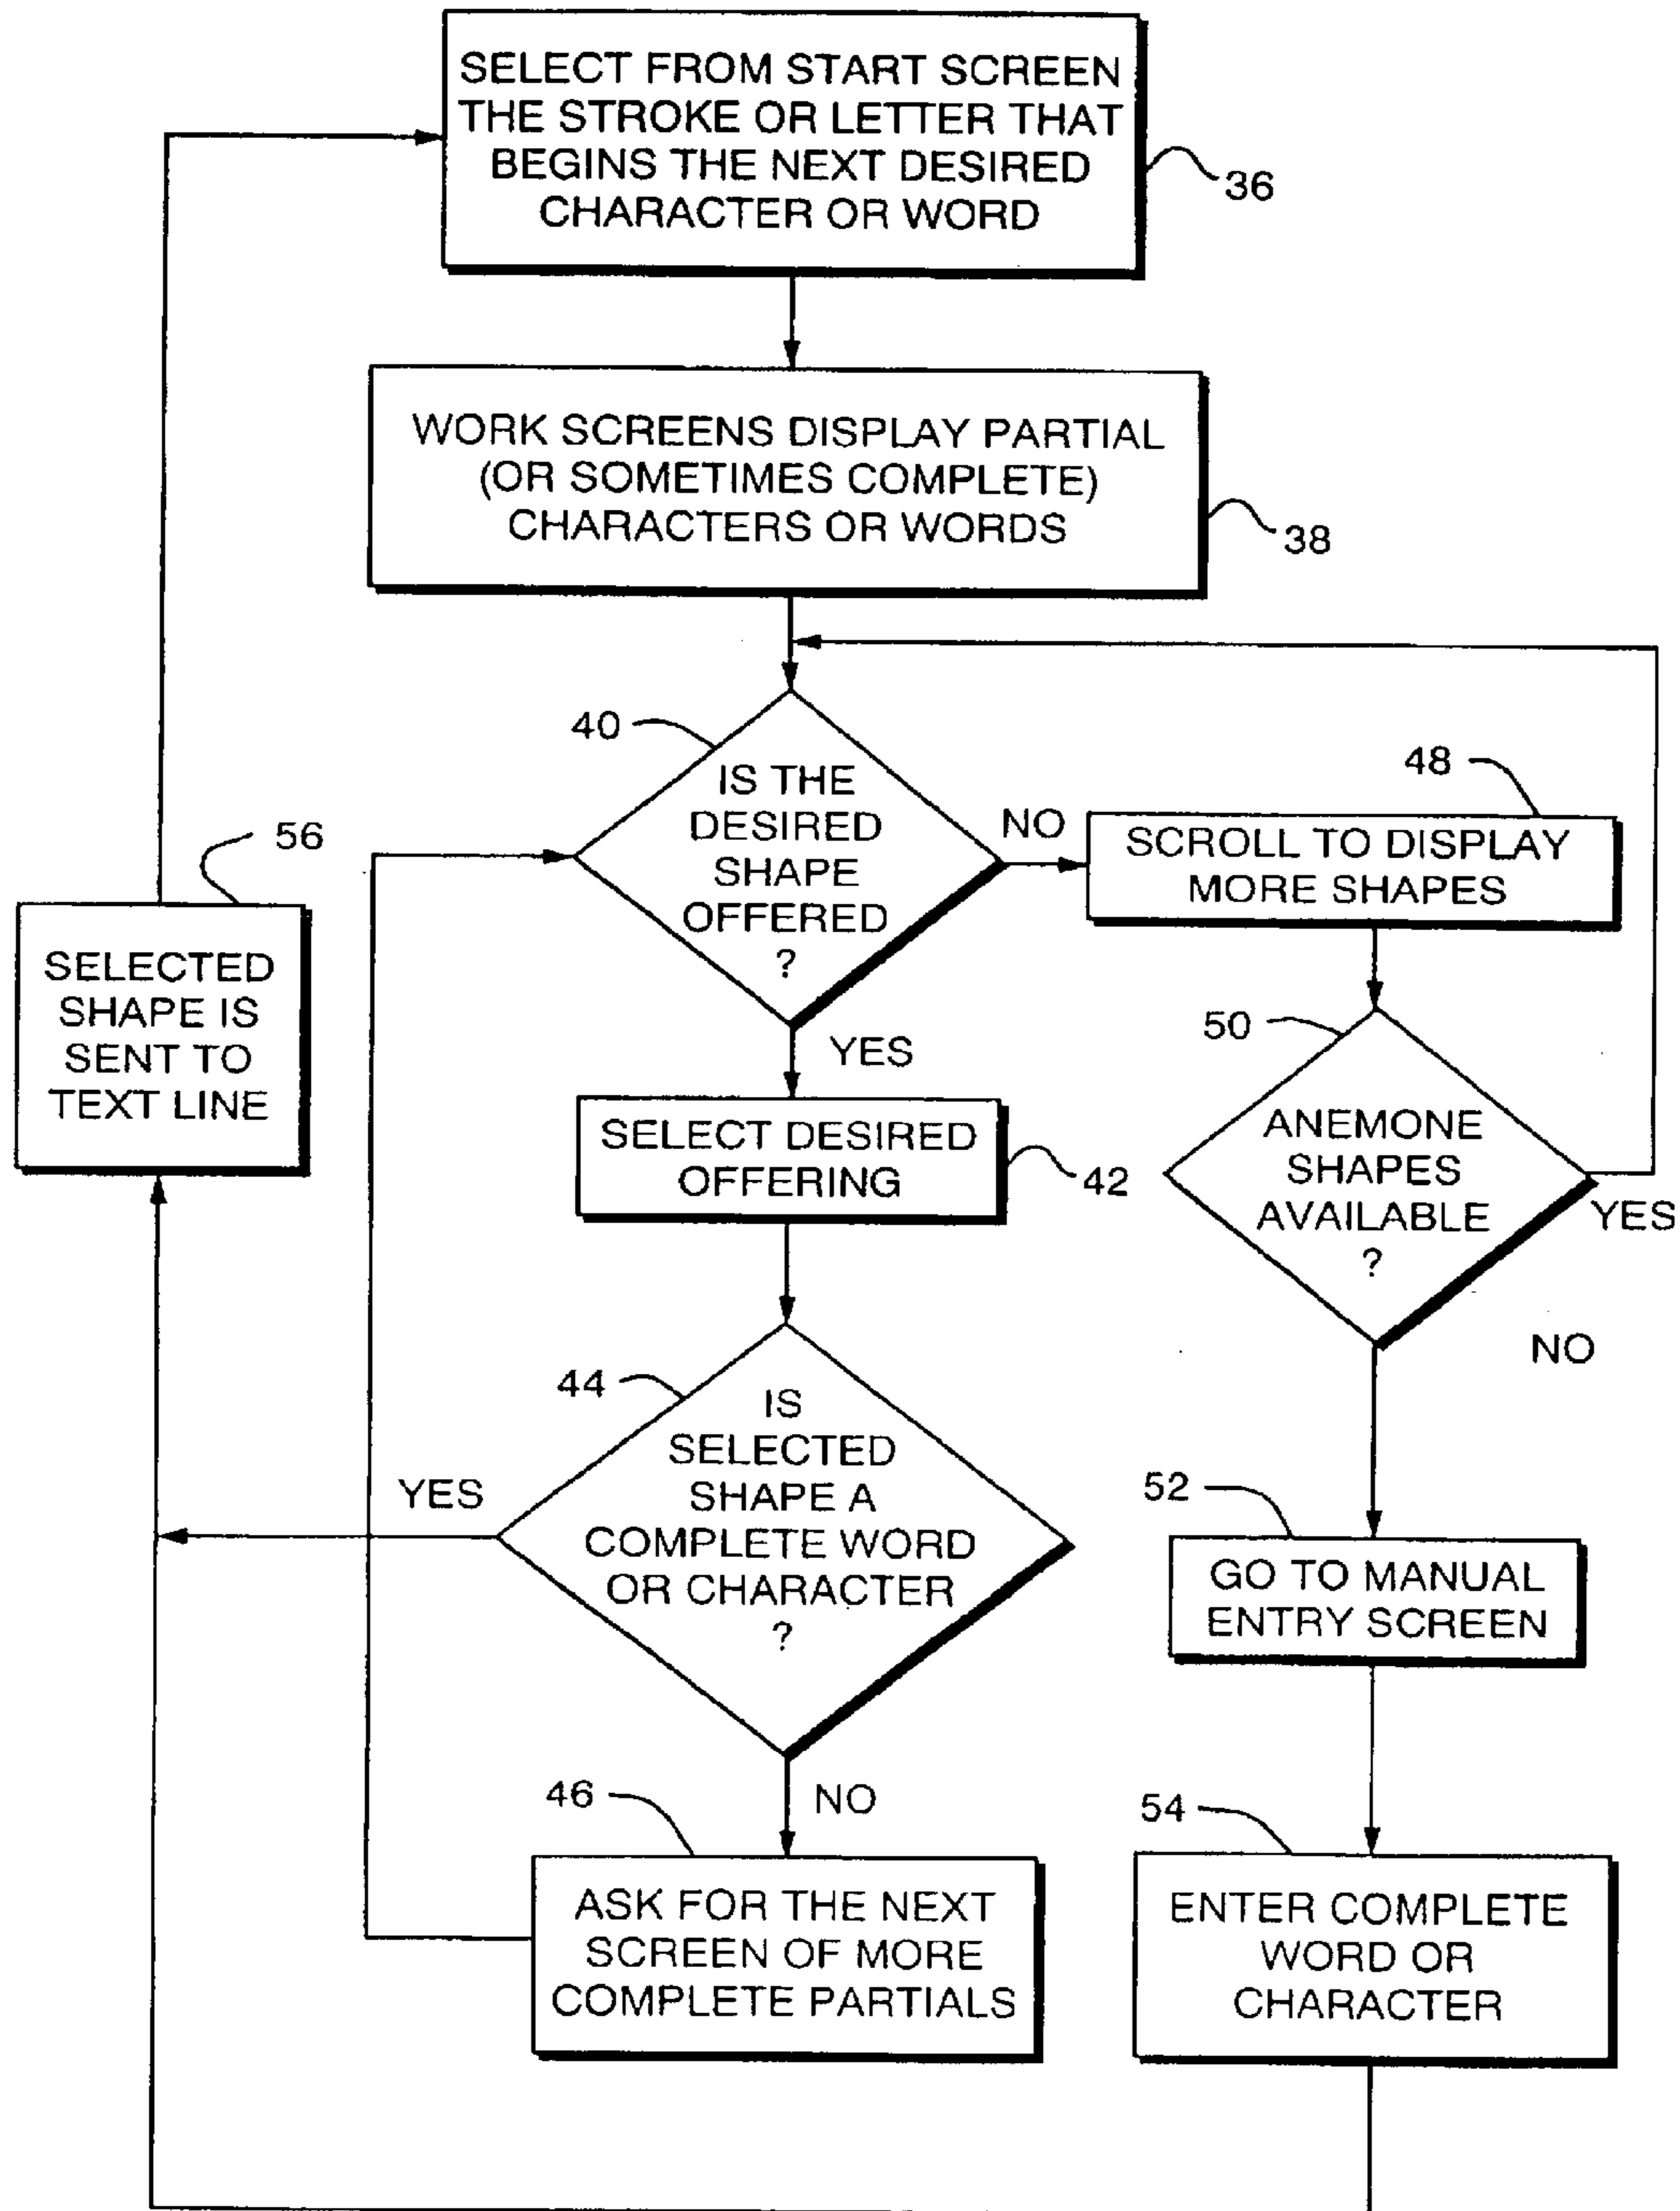 SELECT FROM START SCREEN
THE STROKE OR LETTER THAT
BEGINS THE NEXT DESIRED
CHARACTER OR WORD
36
WORK SCREENS DISPLAY PARTIAL
(OR SOMETIMES COMPLETE)
CHARACTERS OR WORDS
38
40
IS THE
DESIRED
SHAPE
OFFERED
?
NO
YES
48
SCROLL TO DISPLAY
MORE SHAPES
56
SELECTED
SHAPE IS
SENT TO
TEXT LINE
50
ANEMONE
SHAPES
AVAILABLE
?
YES
NO
SELECT DESIRED
OFFERING
42
44
IS
SELECTED
SHAPE A
COMPLETE WORD
OR CHARACTER
?
YES
NO
52
GO TO MANUAL
ENTRY SCREEN
46
ASK FOR THE NEXT
SCREEN OF MORE
COMPLETE PARTIALS
54
ENTER COMPLETE
WORD OR
CHARACTER